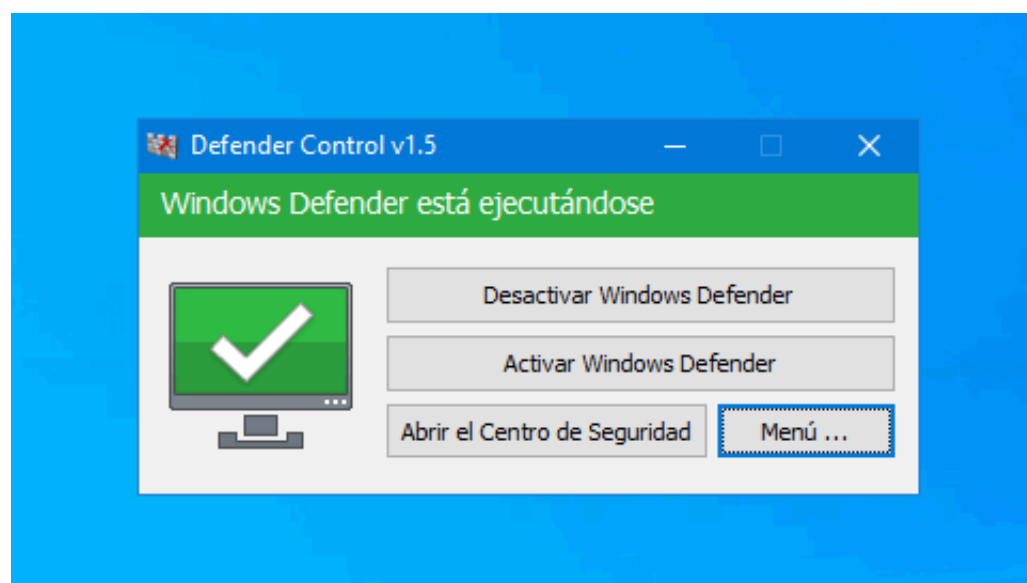 Defender Control v1.5
Windows Defender está ejecutándose
Desactivar Windows Defender
Activar Windows Defender
Abrir el Centro de Seguridad
Menú ...